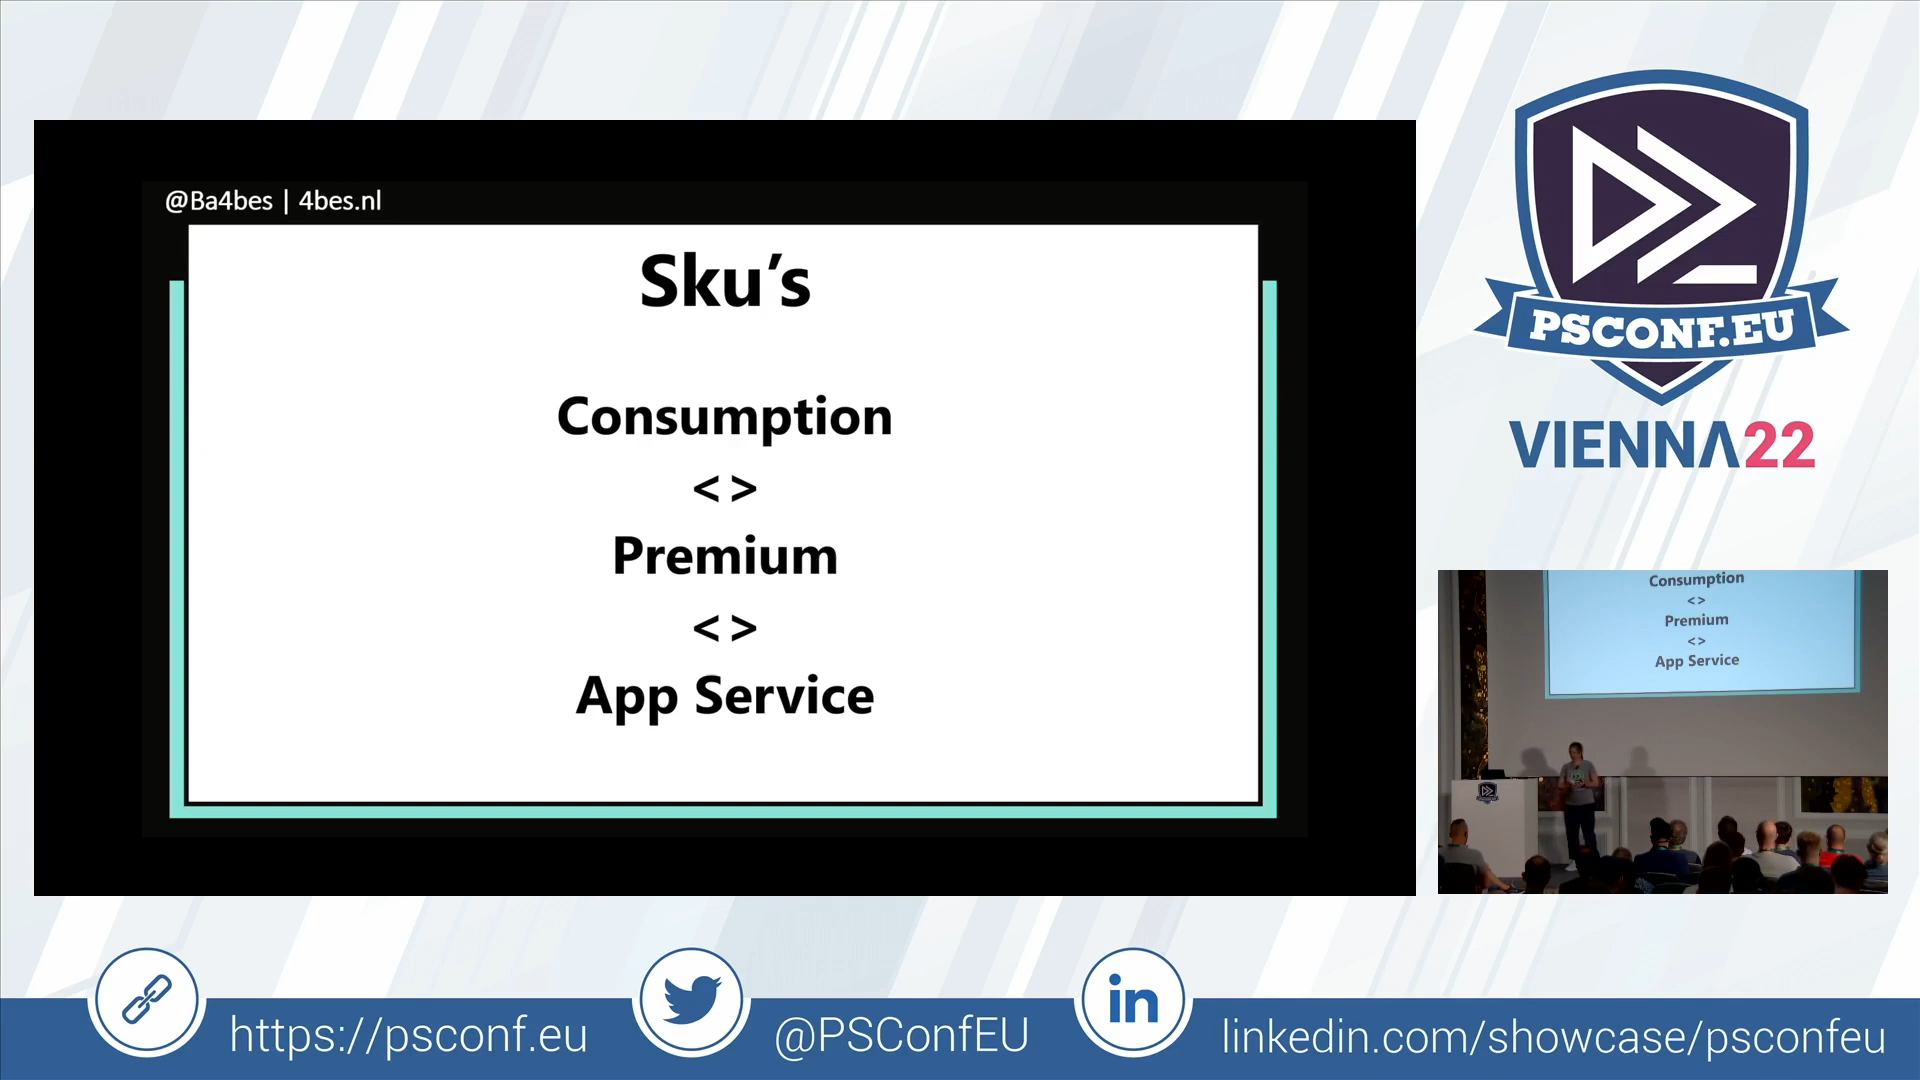 @Ba4bes | 4bes.nl
Sku's
Consumption
<>
Premium
<>
App Service
PSCONF.EU
VIENNA22
Consumption
<>
Premium
<>
App Service
https://psconf.eu
@PSConfEU
in
linkedin.com/showcase/psconfeu